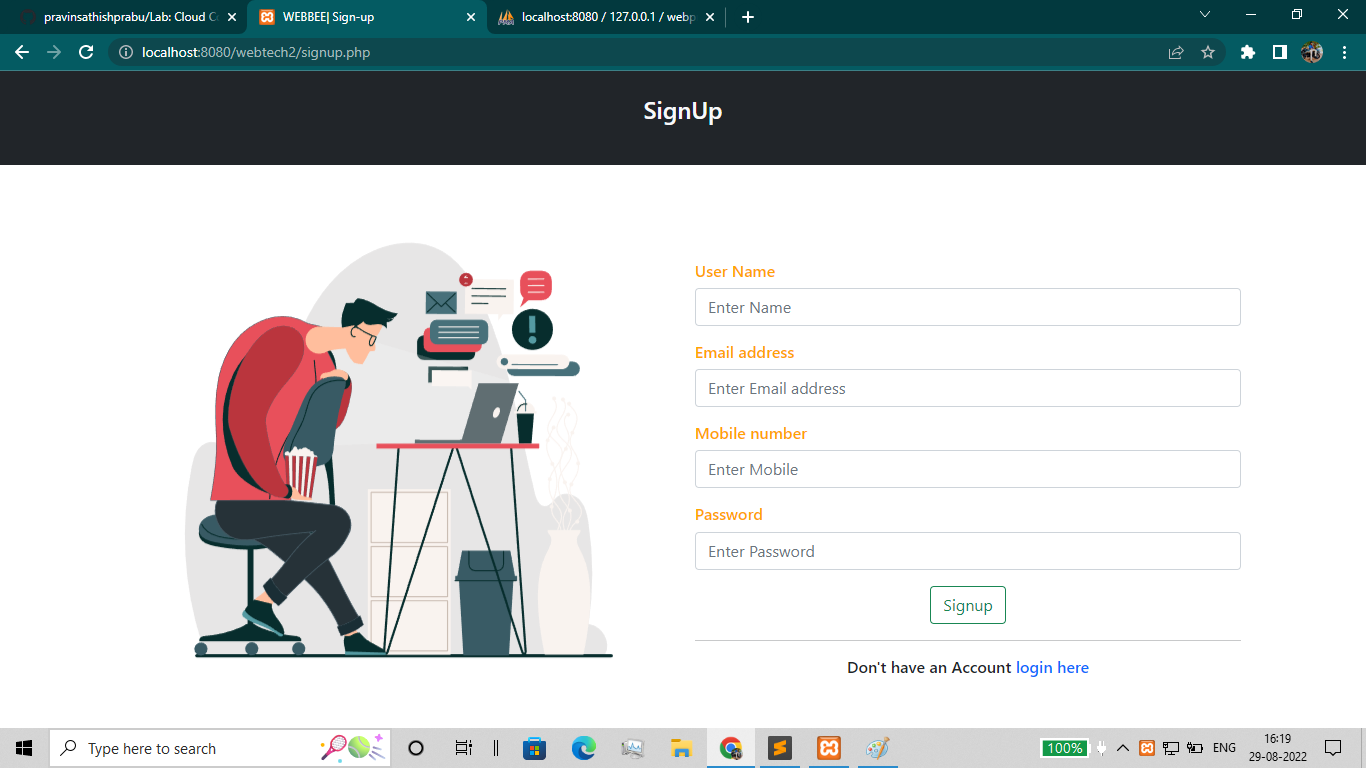 pravinsathishprabu/Lab: Cloud C
WEBBEE| Sign-up
localhost:8080 / 127.0.0.1 / webp
localhost:8080/webtech2/signup.php
SignUp
User Name
Enter Name
Email address
Enter Email address
Mobile number
Enter Mobile
Password
Enter Password
Signup
Don't have an Account login here
Type here to search
100%
ENG
16:19
29-08-2022